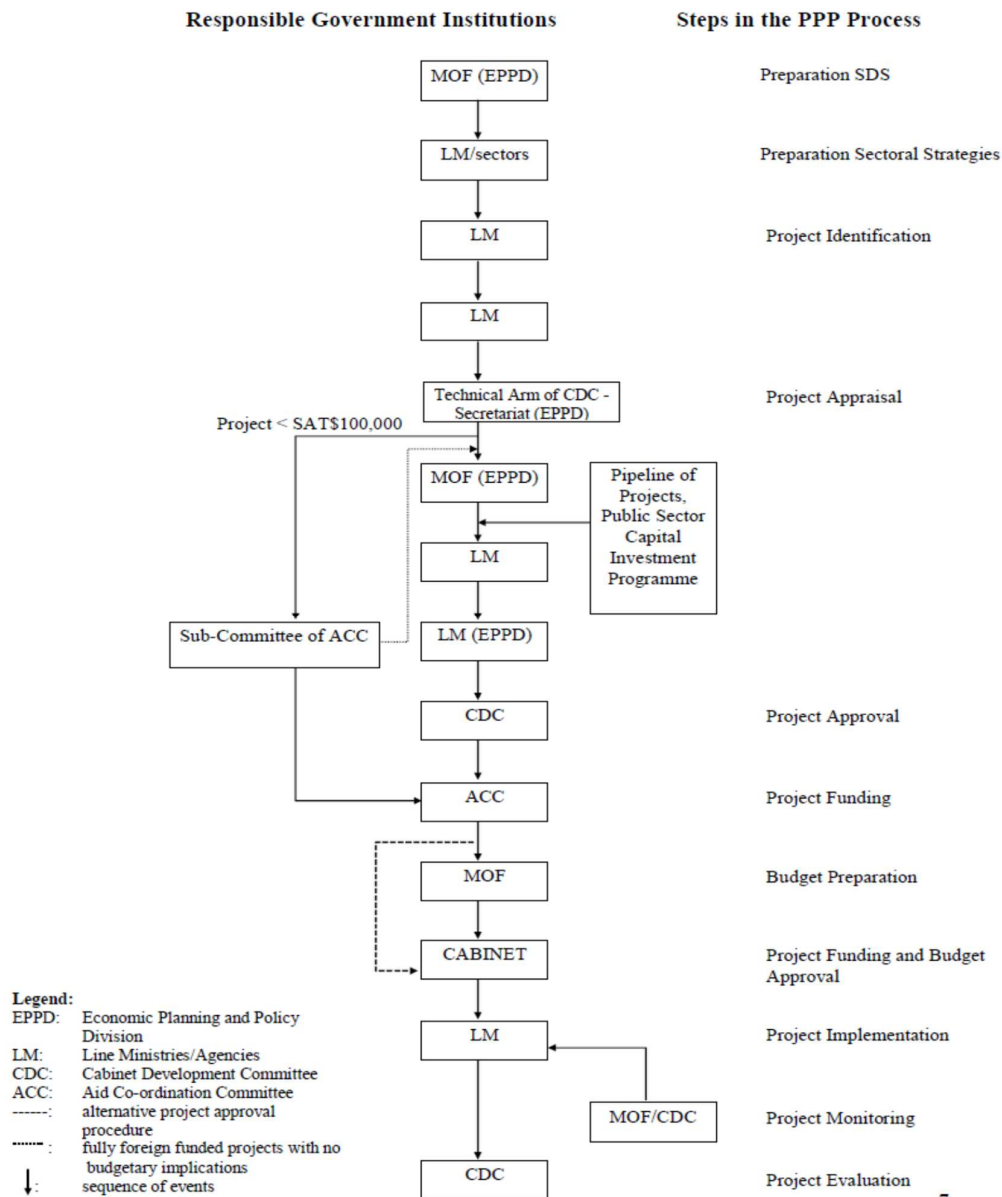 Responsible Government Institutions
Steps in the PPP Process
MOF (EPPD)
Preparation SDS
LM/sectors
Preparation Sectoral Strategies
LM
Project Identification
LM
Technical Arm of CDC -
Secretariat (EPPD)
Project Appraisal
Project < SAT$100,000
MOF (EPPD)
Pipeline of
Projects,
Public Sector
Capital
Investment
Programme
LM
Sub-Committee of ACC
LM (EPPD)
CDC
Project Approval
ACC
Project Funding
MOF
Budget Preparation
CABINET
Project Funding and Budget
Approval
LM
Project Implementation
MOF/CDC
Project Monitoring
CDC
Project Evaluation
Legend:
EPPD: Economic Planning and Policy
Division
LM: Line Ministries/Agencies
CDC: Cabinet Development Committee
ACC: Aid Co-ordination Committee
------: alternative project approval
procedure
........: fully foreign funded projects with no
budgetary implications
↓: sequence of events